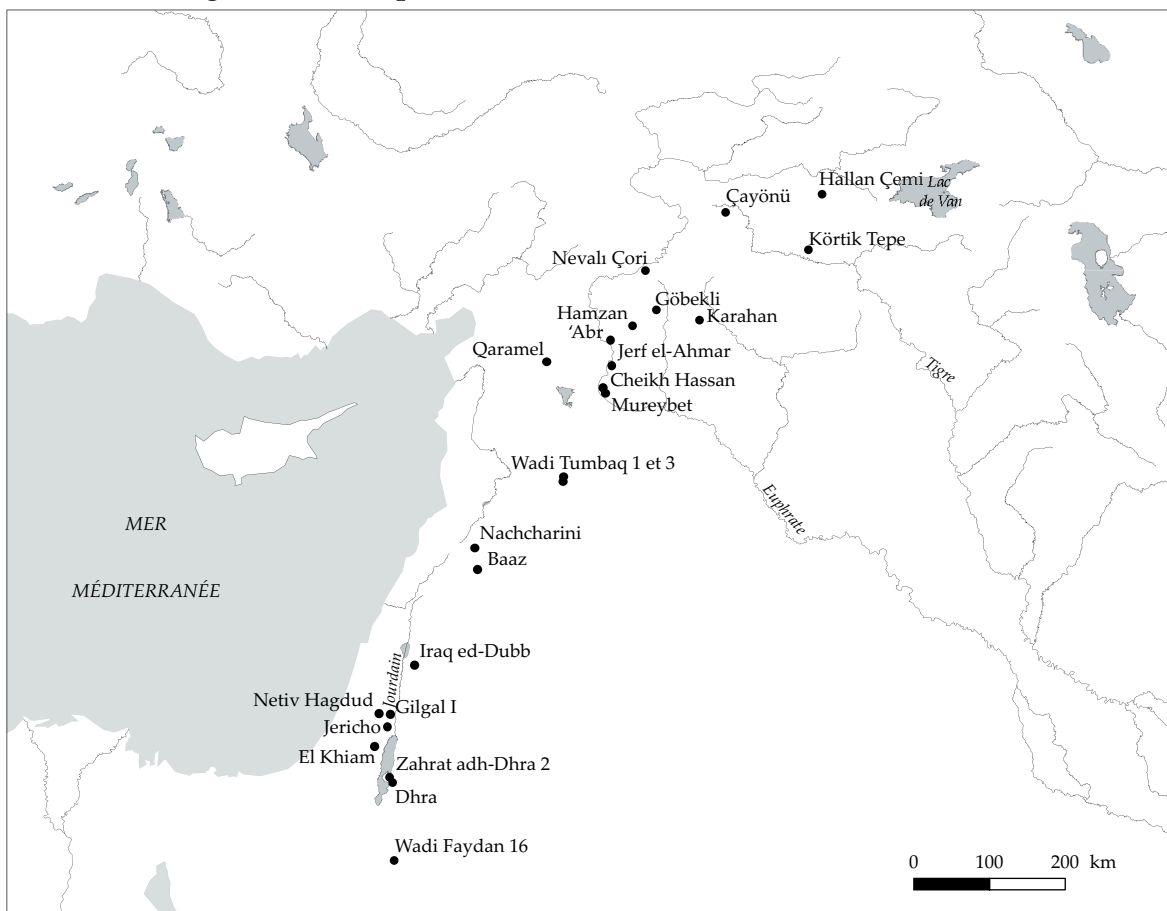 Hallan Çemi
Lac
de Van
Çayönü
Körtik Tepe
Nevalı Çori
Göbekli
Karahan
Hamzan
‘Abr
Qaramel
Jerf el-Ahmar
Tigre
Cheikh Hassan
Mureybet
Wadi Tumbaq 1 et 3
Euphrate
MER
MÉDITERRANÉE
Nachcharini
Baaz
Iraq ed-Dubb
Jourdain
Netiv Hagdud
Gilgal I
Jericho
El Khiam
Zahrat adh-Dhra 2
Dhra
Wadi Faydan 16
0 100 200 km